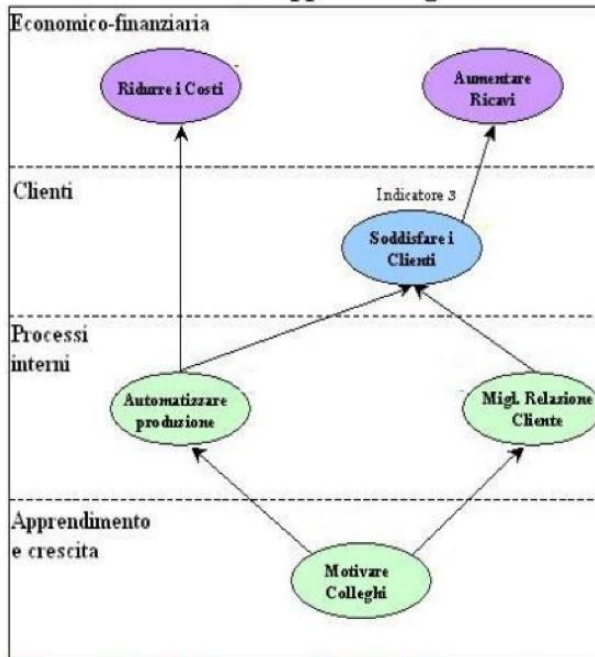 Economico-finanziaria
Ridurre i Costi
Aumentare
Ricavi
Clienti
Indicatore 3
Soddisfare i
Clienti
Processi
interni
Automatizzare
produzione
Migl. Relazione
Cliente
Apprendimento
e crescita
Motivare
Colleghi